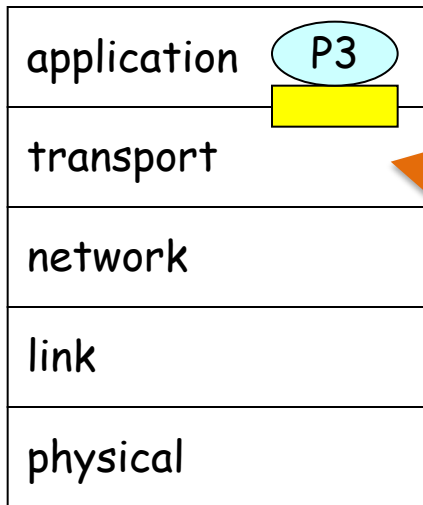 application P3
transport
network
link
physical